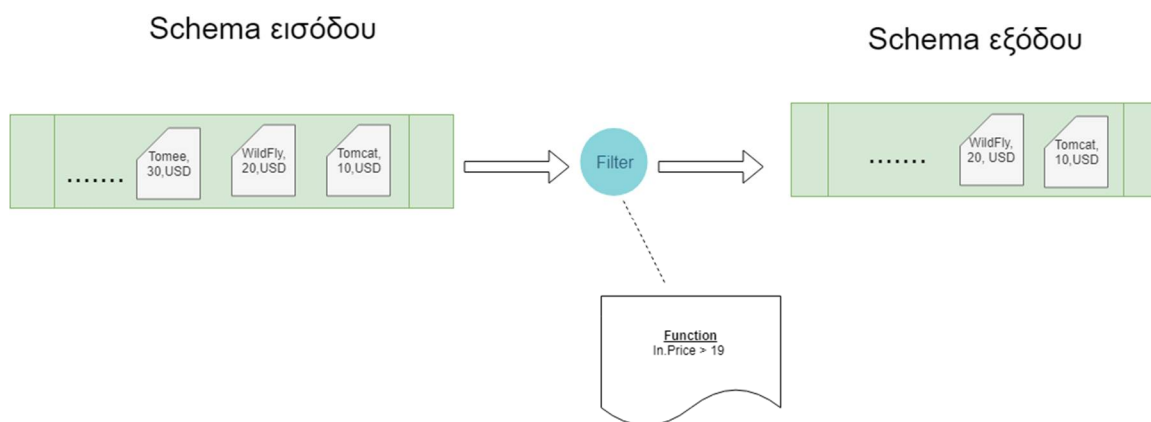 Schema εισόδου
Schema εξόδου
.......
Tomee,
30,USD
WildFly,
20,USD
Tomcat,
10,USD
Filter
.......
WildFly,
20, USD
Tomcat,
10,USD
Function
In.Price > 19